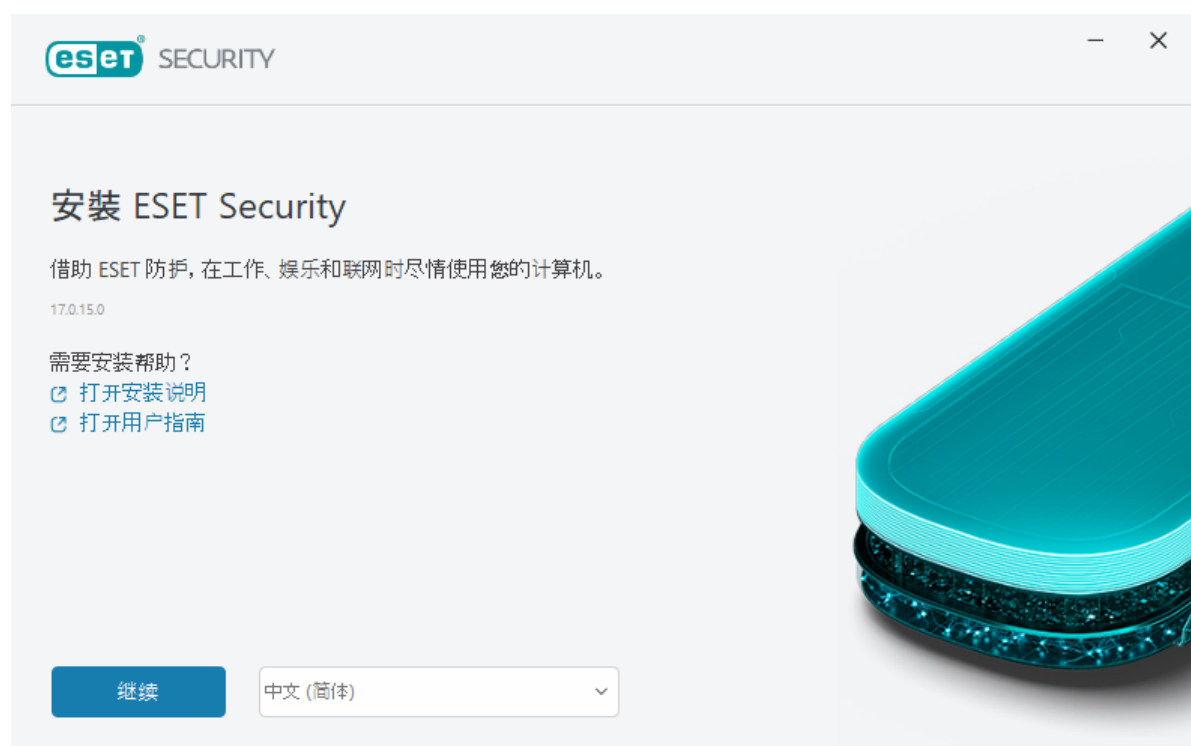 eset® SECURITY
安裝 ESET Security
借助 ESET 防护, 在工作、娱乐和联网时尽情使用您的计算机。
17.0.15.0
需要安装帮助？
打开安装说明
打开用户指南
继续
中文 (简体)